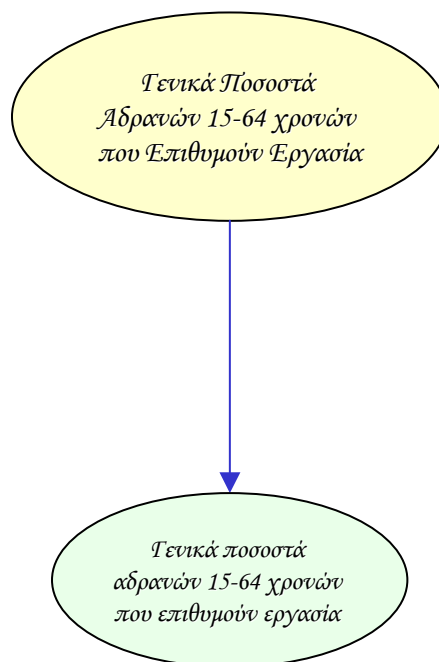 Γενικά Ποσοστά
Αδρανών 15-64 χρονών
που Επιθυμούν Εργασία
Γενικά ποσοστά
αδρανών 15-64 χρονών
που επιθυμούν εργασία